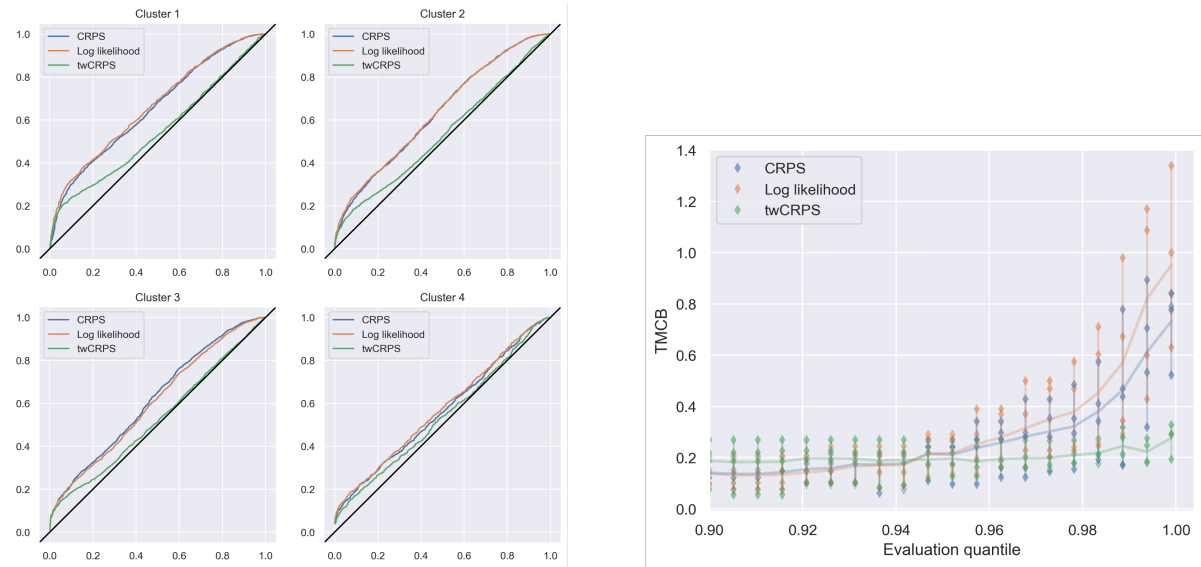 Cluster 1
CRPS
Log likelihood
twCRPS
1.0
0.8
0.6
0.4
0.2
0.0
0.0 0.2 0.4 0.6 0.8 1.0
Cluster 2
CRPS
Log likelihood
twCRPS
1.0
0.8
0.6
0.4
0.2
0.0
0.0 0.2 0.4 0.6 0.8 1.0
Cluster 3
CRPS
Log likelihood
twCRPS
1.0
0.8
0.6
0.4
0.2
0.0
0.0 0.2 0.4 0.6 0.8 1.0
Cluster 4
CRPS
Log likelihood
twCRPS
1.0
0.8
0.6
0.4
0.2
0.0
0.0 0.2 0.4 0.6 0.8 1.0
CRPS
Log likelihood
twCRPS
TMCB
1.4
1.2
1.0
0.8
0.6
0.4
0.2
0.0
0.90 0.92 0.94 0.96 0.98 1.00
Evaluation quantile